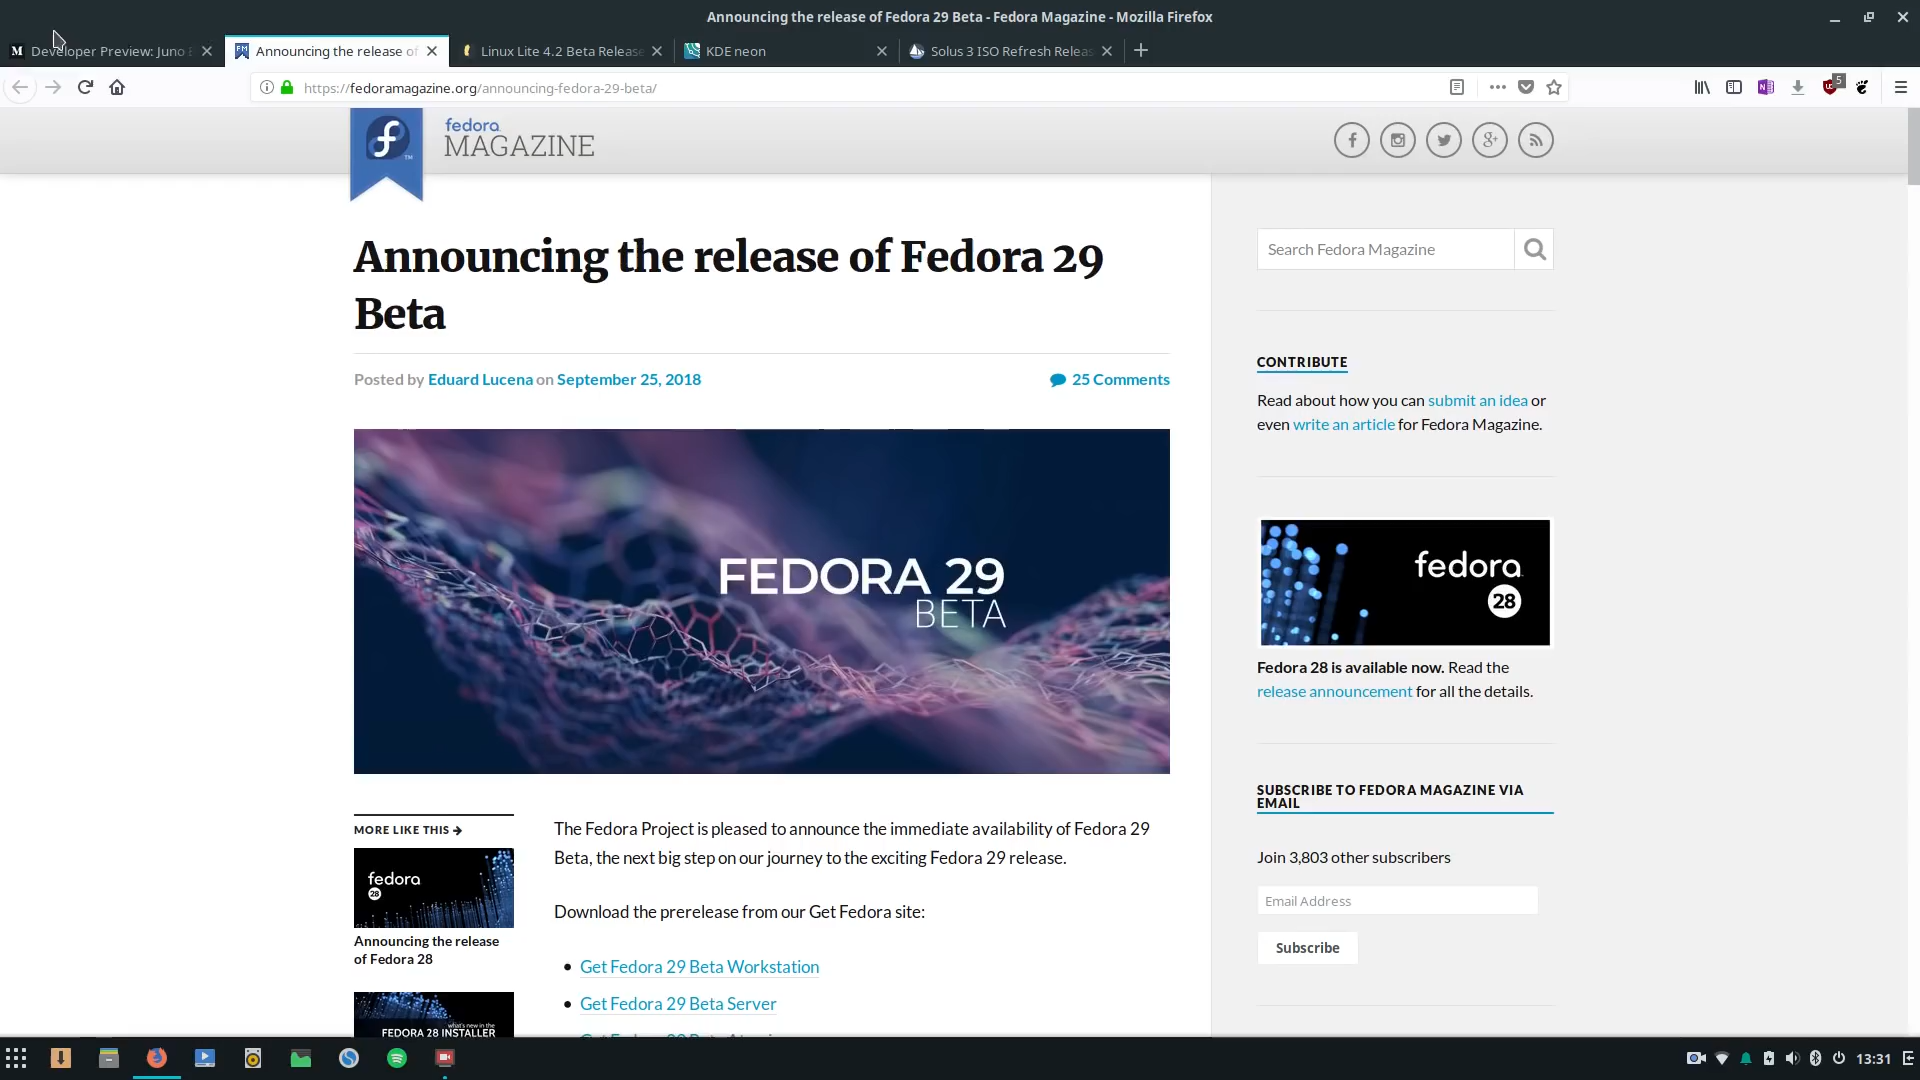 Announcing the release of Fedora 29 Beta - Fedora Magazine - Mozilla Firefox
Developer Preview: Juno
Announcing the release of
Linux Lite 4.2 Beta Release
KDE neon
Solus 3 ISO Refresh Relea
https://fedoramagazine.org/announcing-fedora-29-beta/
5
fedora
MAGAZINE
Search Fedora Magazine
Announcing the release of Fedora 29
Beta
Posted by Eduard Lucena on September 25, 2018
25 Comments
FEDORA 29
BETA
CONTRIBUTE
Read about how you can submit an idea or
even write an article for Fedora Magazine.
fedora
28
Fedora 28 is available now. Read the
release announcement for all the details.
SUBSCRIBE TO FEDORA MAGAZINE VIA
EMAIL
Join 3,803 other subscribers
Email Address
Subscribe
MORE LIKE THIS →
fedora
28
Announcing the release
of Fedora 28
what's new in the
FEDORA 28 INSTALLER
The Fedora Project is pleased to announce the immediate availability of Fedora 29
Beta, the next big step on our journey to the exciting Fedora 29 release.
Download the prerelease from our Get Fedora site:
• Get Fedora 29 Beta Workstation
• Get Fedora 29 Beta Server
13:31